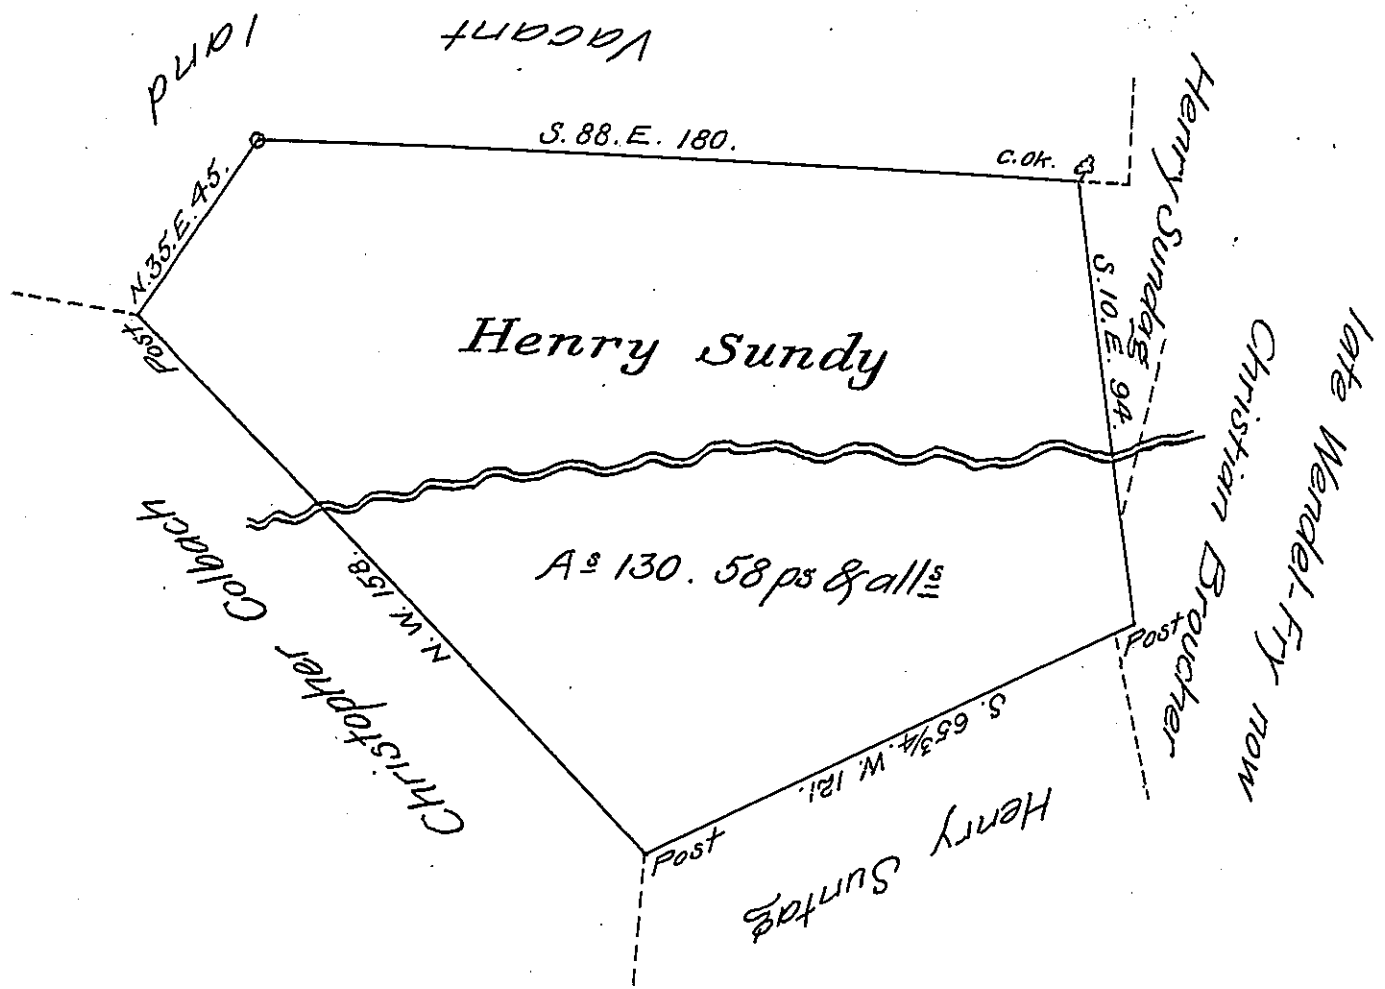 Vacant
land
S. 88. E. 180.
C.OK.
N. 35. E. 45.
Post
Henry Sundag
S. 10. E. 94.
Henry Sundy
late Wendel Fry now
Christian Broucher
As 130. 58 ps & alls
Christopher Colbach
N. W. 158.
Post
S. 65 3/4. W. 121.
Post
Henry
Suntag